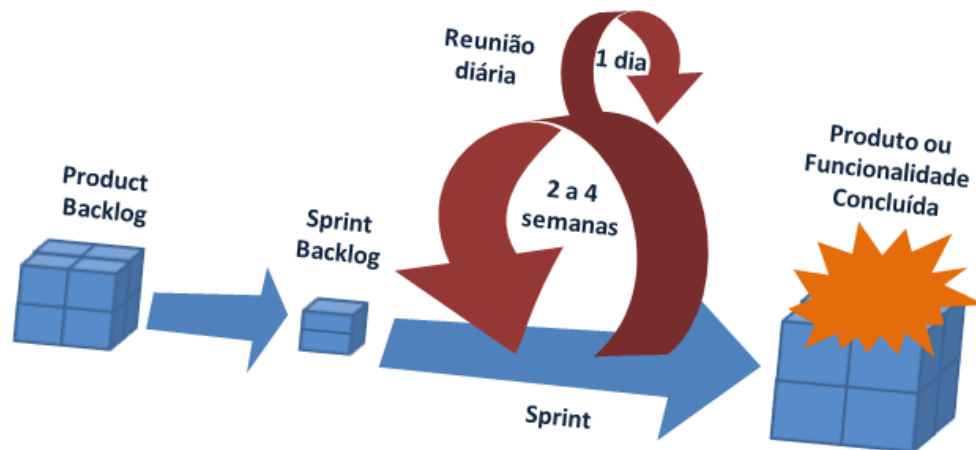 Product
Backlog
Sprint
Backlog
Reunião
diária
1 dia
2 a 4
semanas
Sprint
Produto ou
Funcionalidade
Concluída